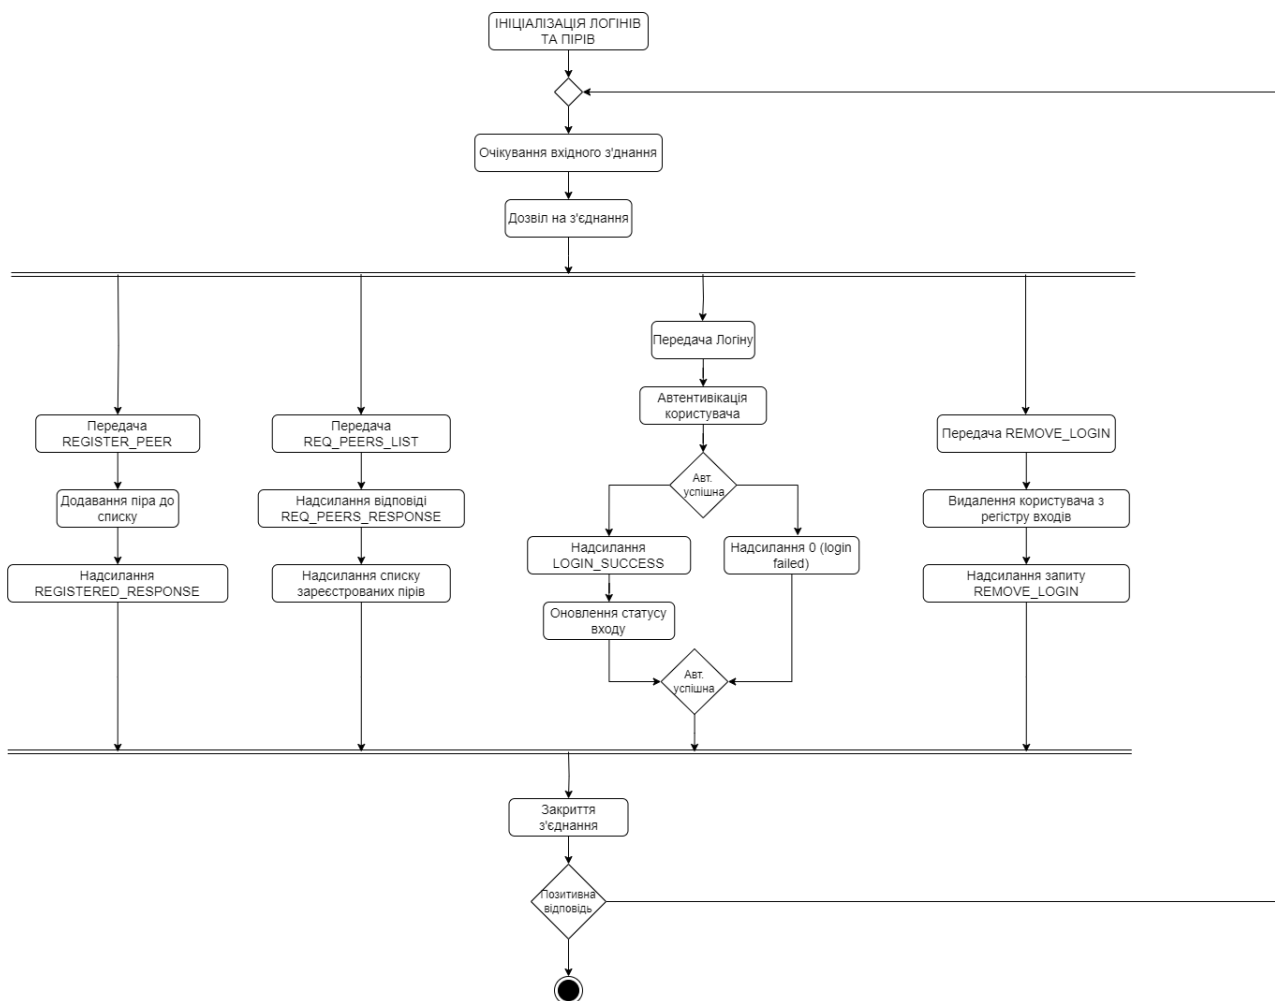 ІНІЦІАЛІЗАЦІЯ ЛОГІНІВ
ТА ПІРІВ
Очікування вхідного з'днання
Дозвіл на з'єднання
Передача Логіну
Автентивікація
користувача
Передача
REGISTER_PEER
Передача
REQ_PEERS_LIST
Передача REMOVE_LOGIN
Авт.
успішна
Додавання піра до
списку
Надсилання відповіді
REQ_PEERS_RESPONSE
Видалення користувача з
регістру входів
Надсилання
LOGIN_SUCCESS
Надсилання 0 (login
failed)
Надсилання
REGISTERED_RESPONSE
Надсилання списку
зареєстрованих пірів
Надсилання запиту
REMOVE_LOGIN
Оновлення статусу
входу
Авт.
успішна
Закриття
з'єднання
Позитивна
відповідь